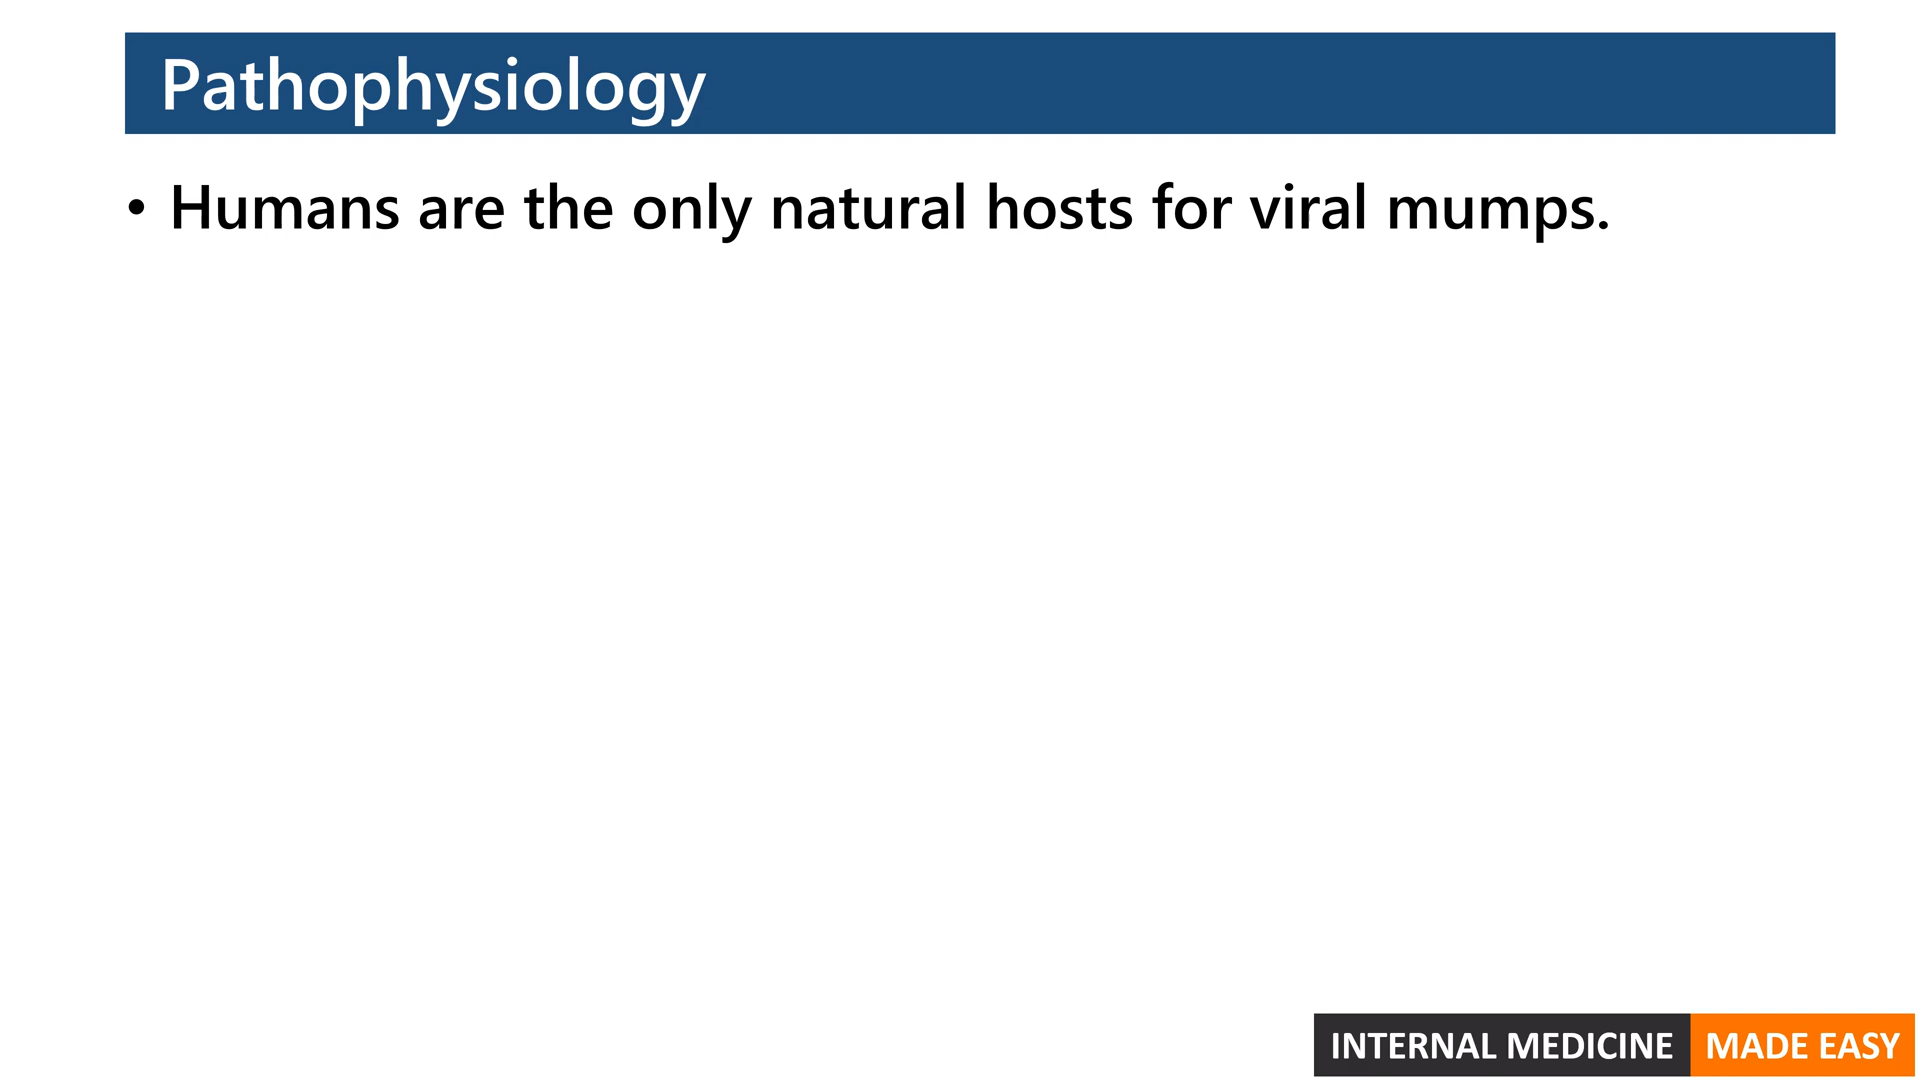 Pathophysiology
• Humans are the only natural hosts for viral mumps.
INTERNAL MEDICINE MADE EASY